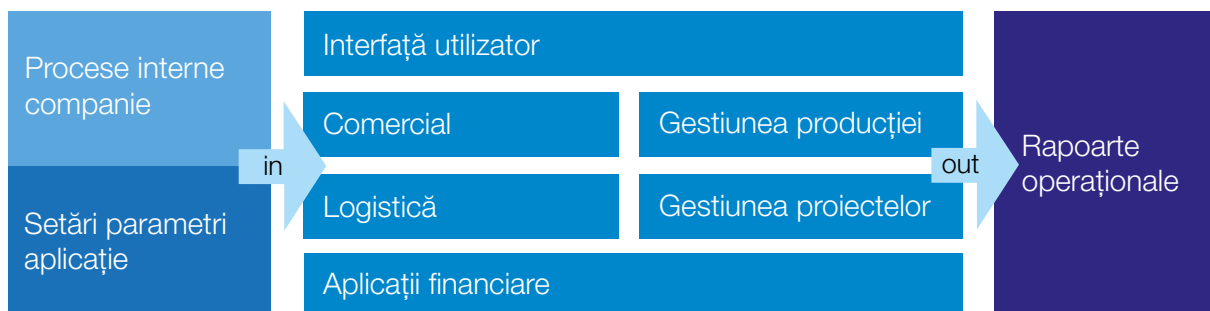 Procese interne
companie
Setări parametri
aplicație
in
Interfață utilizator
Comercial
Gestiunea producției
Logistică
Gestiunea proiectelor
Aplicații financiare
out
Rapoarte
operaționale